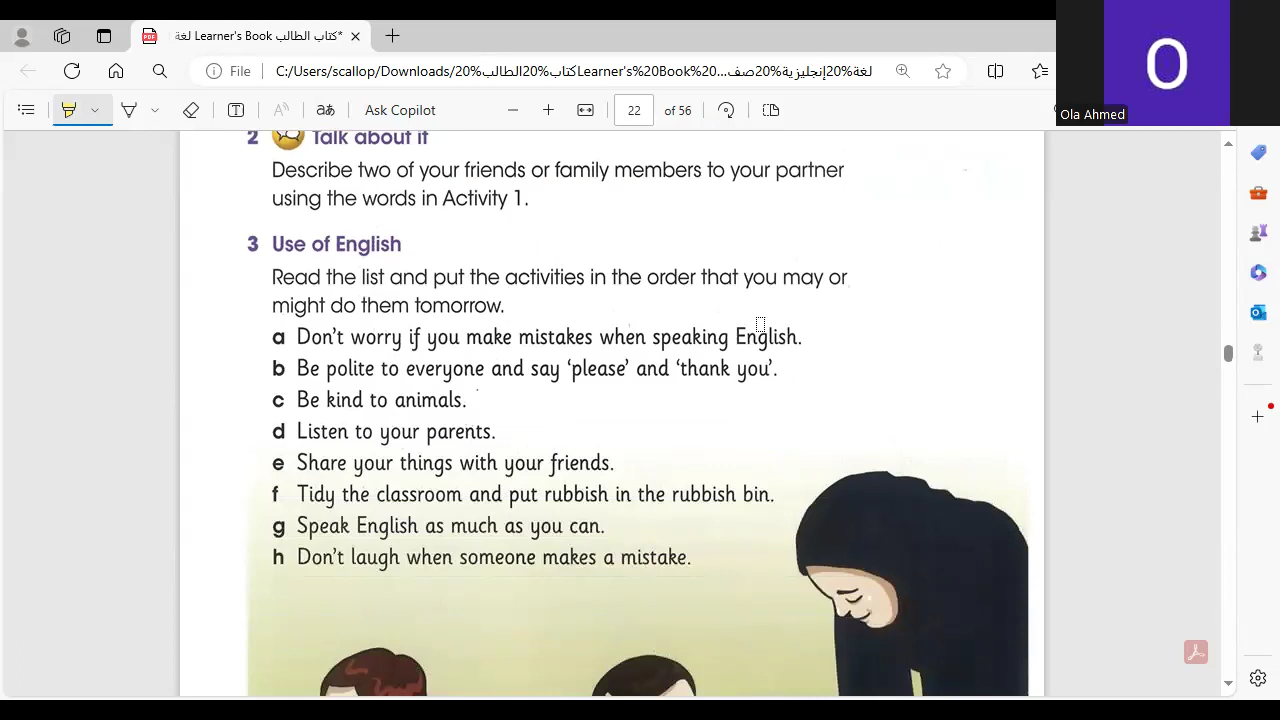 كتاب الطالب Learner's Book لغة*
File
C:/Users/scallop/Downloads/20%كتاب%20الطالبLearner's%20Book%20...لغة%20إنجليزية%20صف
Ask Copilot
22 of 56
O
Ola Ahmed
2 Talk about it
Describe two of your friends or family members to your partner
using the words in Activity 1.
3 Use of English
Read the list and put the activities in the order that you may or
might do them tomorrow.
a Don't worry if you make mistakes when speaking English.
b Be polite to everyone and say 'please' and 'thank you'.
c Be kind to animals.
d Listen to your parents.
e Share your things with your friends.
f Tidy the classroom and put rubbish in the rubbish bin.
g Speak English as much as you can.
h Don't laugh when someone makes a mistake.